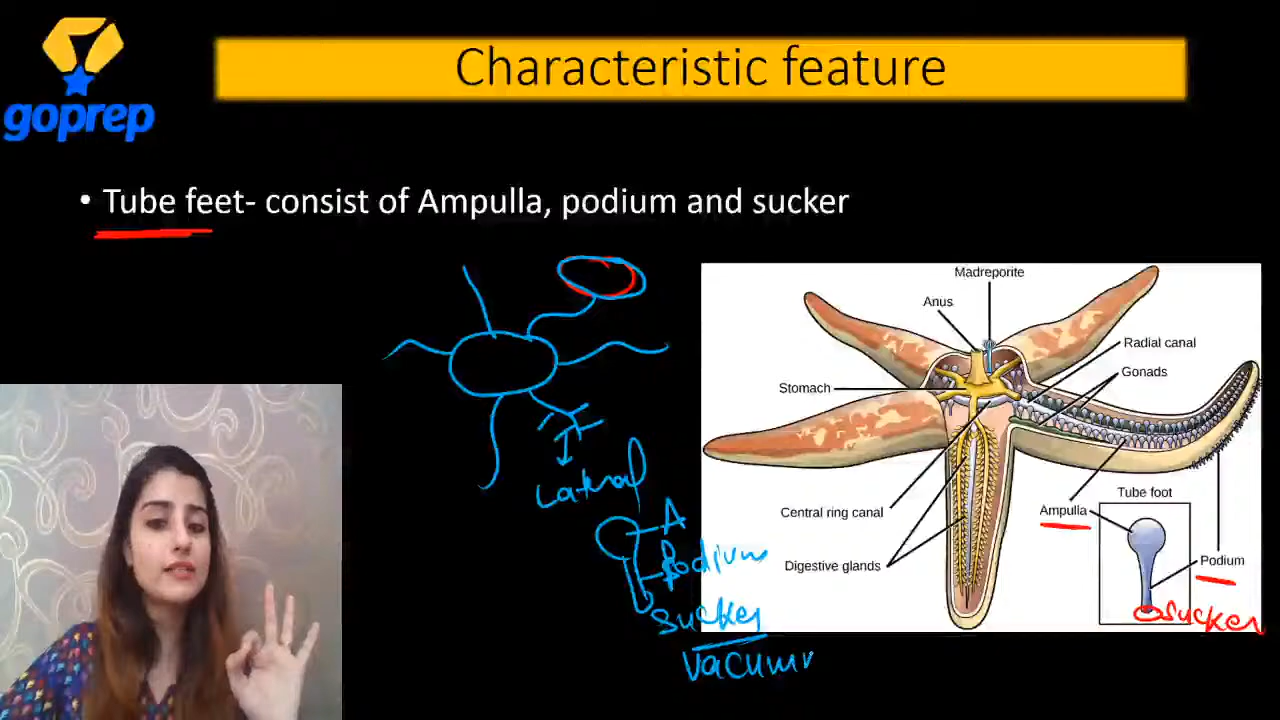 goprep
Characteristic feature
• Tube feet- consist of Ampulla, podium and sucker
Madreporite
Anus
Radial canal
Gonads
Stomach
Lateral
Central ring canal
Digestive glands
Tube foot
Ampulla
Podium
sucker
A
Podium
sucker